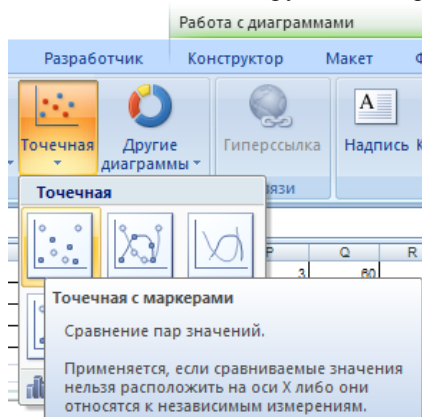 Работа с диаграммами
Разработчик Конструктор Макет
Точечная Другие диаграммы Гиперссылка Надпись
Точечная
P Q R
3 60
Точечная с маркерами
Сравнение пар значений.
Применяется, если сравниваемые значения
нельзя расположить на оси X либо они
относятся к независимым измерениям.